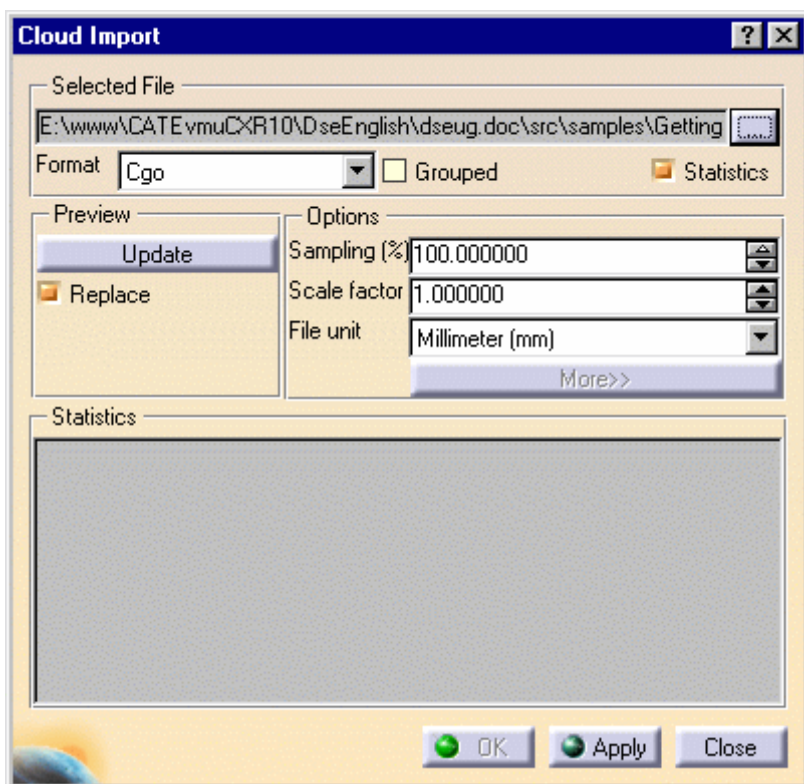 Cloud Import
Selected File
E:\www\CATEvmuCXR10\DseEnglish\dseug.doc\src\samples\Getting ...
Format Cgo Grouped Statistics
Preview
Update
Replace
Options
Sampling (%) 100.000000
Scale factor 1.000000
File unit Millimeter (mm)
More>>
Statistics
OK Apply Close